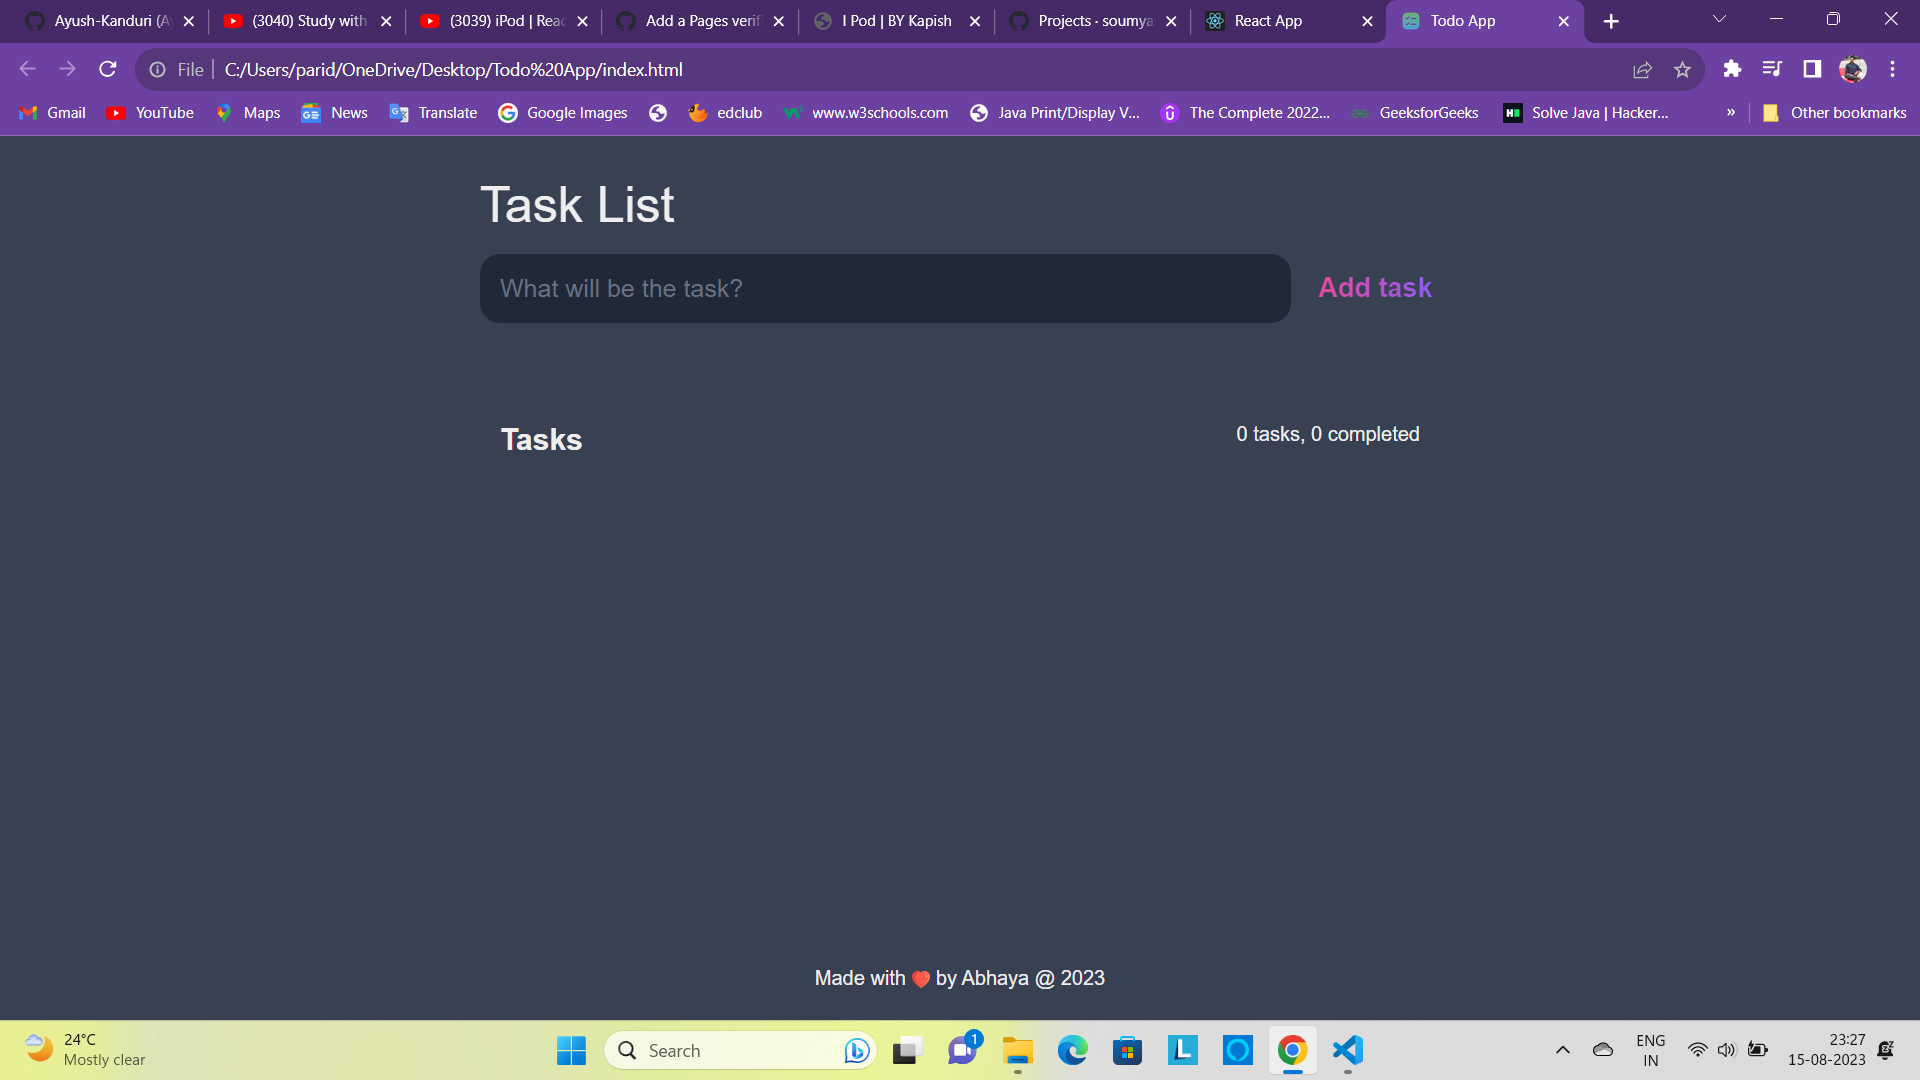 Ayush-Kanduri (Ay
(3040) Study with
(3039) iPod | Reac
Add a Pages verif
I Pod | BY Kapish
Projects · soumya
React App
Todo App
File
C:/Users/parid/OneDrive/Desktop/Todo%20App/index.html
Gmail
YouTube
Maps
News
Translate
Google Images
edclub
www.w3schools.com
Java Print/Display V...
The Complete 2022...
GeeksforGeeks
Solve Java | Hacker...
»
Other bookmarks
Task List
What will be the task?
Add task
Tasks
0 tasks, 0 completed
Made with ❤️ by Abhaya @ 2023
24°C
Mostly clear
Search
1
ENG
IN
23:27
15-08-2023